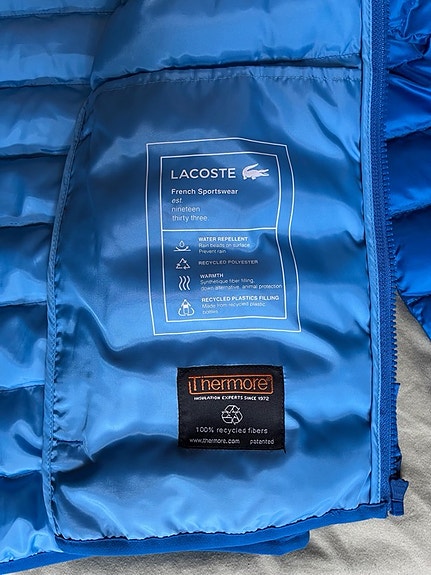 LACOSTE
French Sportswear
est.
nineteen
thirty three
WATER REPELLENT
Rain beads on surface
Prevent rain.
RECYCLED POLYESTER
WARMTH
Synthetique fiber filling,
down alternative, animal protection
RECYCLED PLASTICS FILLING
Made from recycled plastic
bottles
Thermore®
INSULATION EXPERTS SINCE 1972
100% recycled fibers
www.thermore.com patented